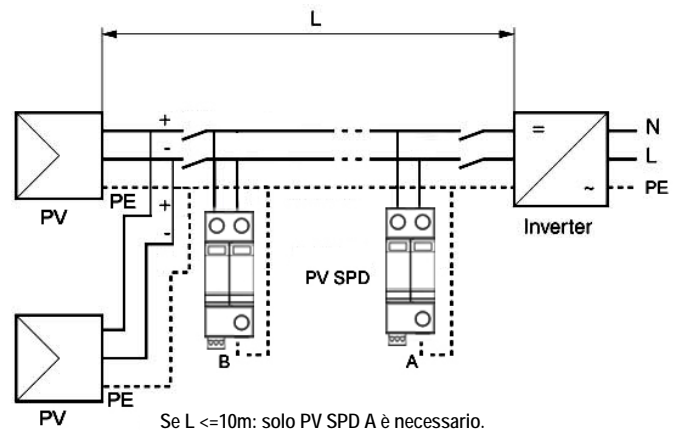 L
+
-
N
=
L
PE
~
PE
PV
Inverter
+
-
PV SPD
B
A
PE
PV
Se L <=10m; solo PV SPD A è necessario.